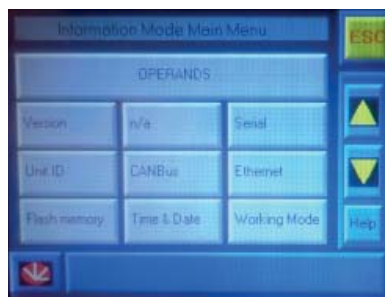 Information Mode Main Menu
ESC
OPERANDS
Version
n/a
Serial
Unit ID
CANBus
Ethernet
Flash memory
Time & Date
Working Mode
Help